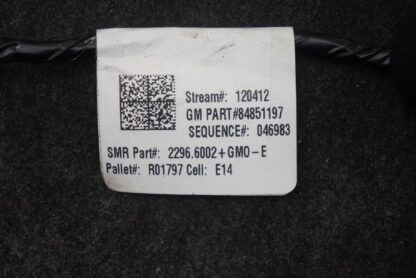 Stream#: 120412
GM PART#84851197
SEQUENCE#: 046983
SMR Part#: 2296.6002+GMO-E
Pallet#: R01797 Cell: E14